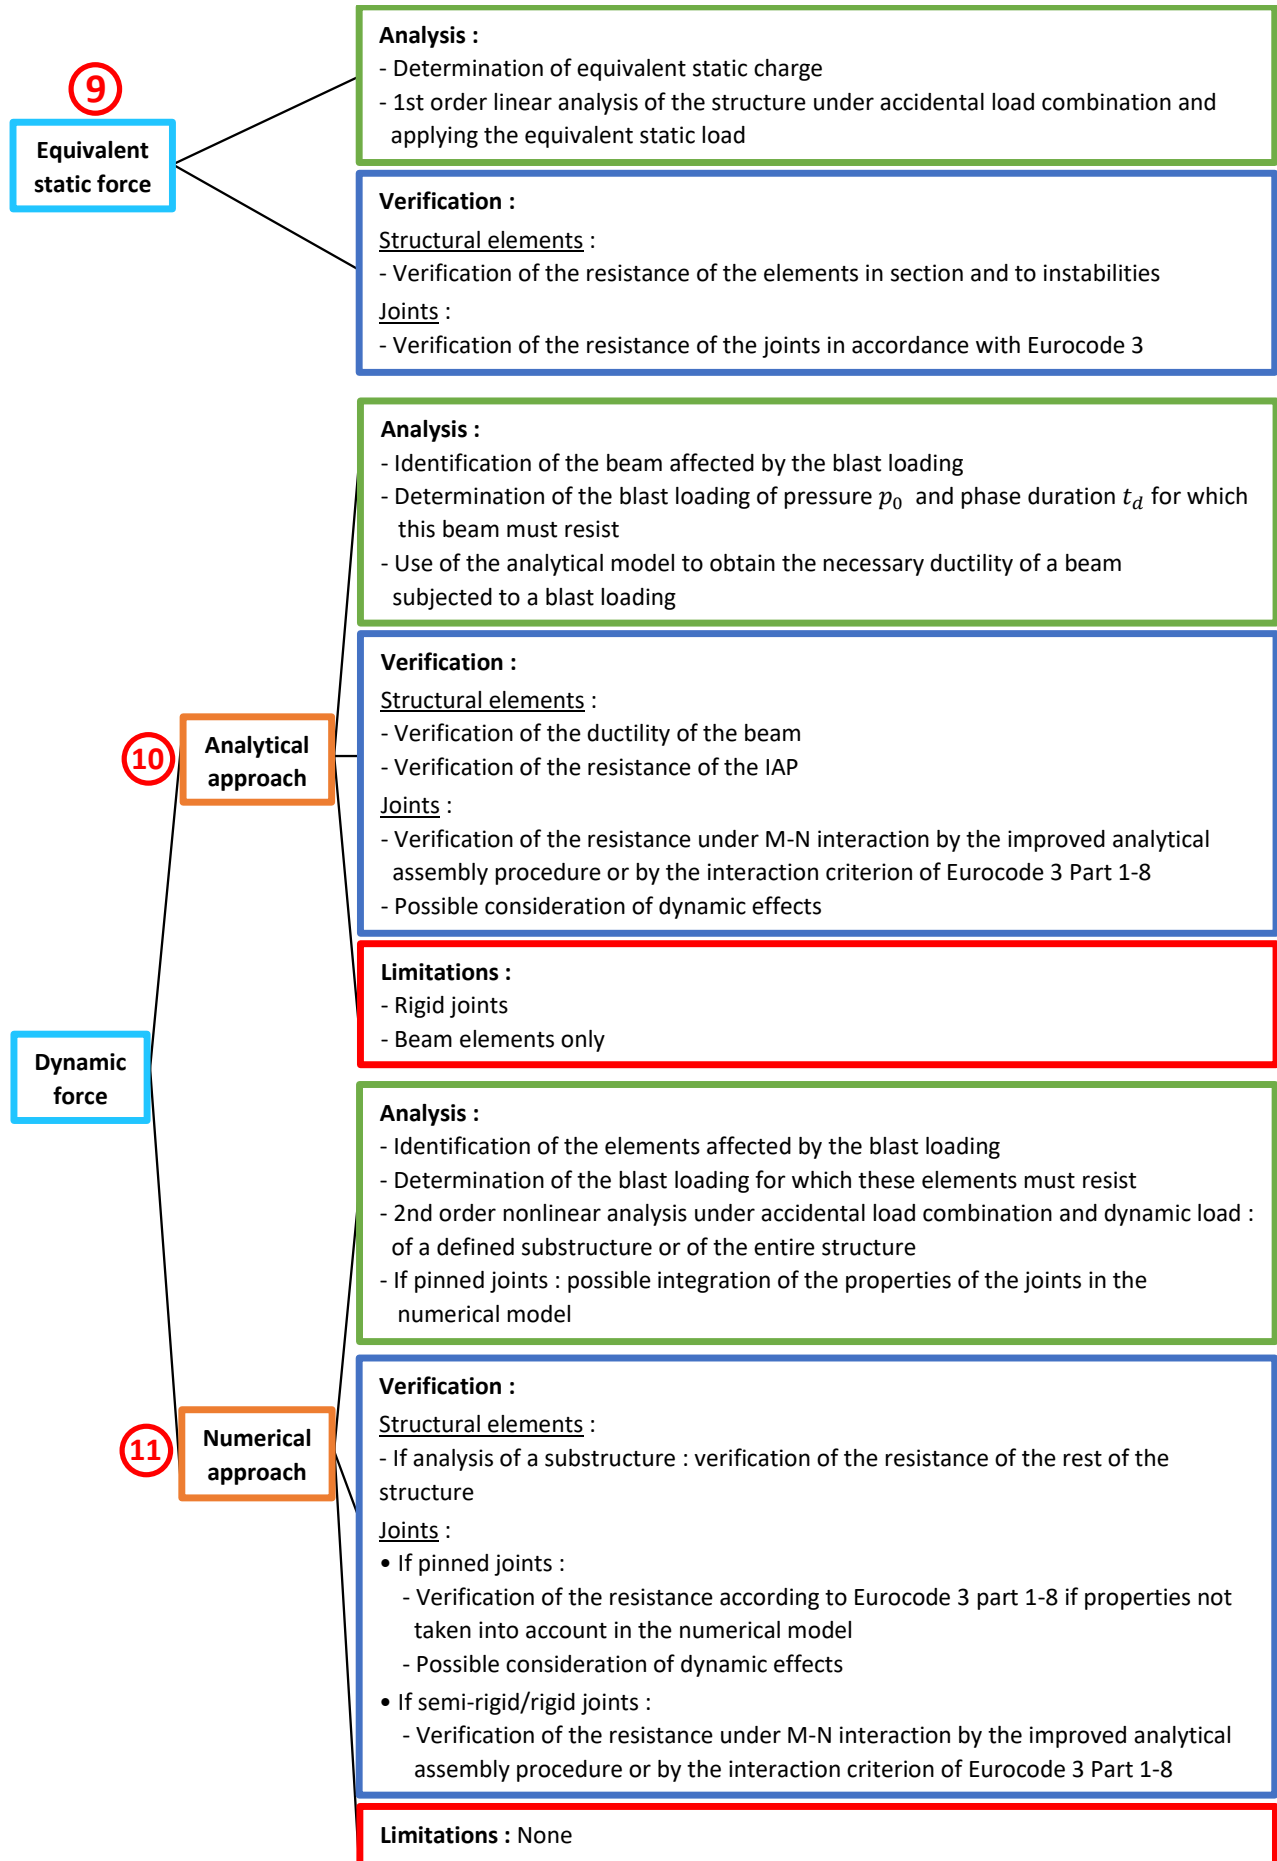 9
Equivalent
static force
Analysis :
- Determination of equivalent static charge
- 1st order linear analysis of the structure under accidental load combination and
applying the equivalent static load
Verification :
Structural elements :
- Verification of the resistance of the elements in section and to instabilities
Joints :
- Verification of the resistance of the joints in accordance with Eurocode 3
Dynamic
force
10
Analytical
approach
Analysis :
- Identification of the beam affected by the blast loading
- Determination of the blast loading of pressure p₀ and phase duration t_d for which
this beam must resist
- Use of the analytical model to obtain the necessary ductility of a beam
subjected to a blast loading
Verification :
Structural elements :
- Verification of the ductility of the beam
- Verification of the resistance of the IAP
Joints :
- Verification of the resistance under M-N interaction by the improved analytical
assembly procedure or by the interaction criterion of Eurocode 3 Part 1-8
- Possible consideration of dynamic effects
Limitations :
- Rigid joints
- Beam elements only
11
Numerical
approach
Analysis :
- Identification of the elements affected by the blast loading
- Determination of the blast loading for which these elements must resist
- 2nd order nonlinear analysis under accidental load combination and dynamic load :
of a defined substructure or of the entire structure
- If pinned joints : possible integration of the properties of the joints in the
numerical model
Verification :
Structural elements :
- If analysis of a substructure : verification of the resistance of the rest of the
structure
Joints :
• If pinned joints :
- Verification of the resistance according to Eurocode 3 part 1-8 if properties not
taken into account in the numerical model
- Possible consideration of dynamic effects
• If semi-rigid/rigid joints :
- Verification of the resistance under M-N interaction by the improved analytical
assembly procedure or by the interaction criterion of Eurocode 3 Part 1-8
Limitations : None